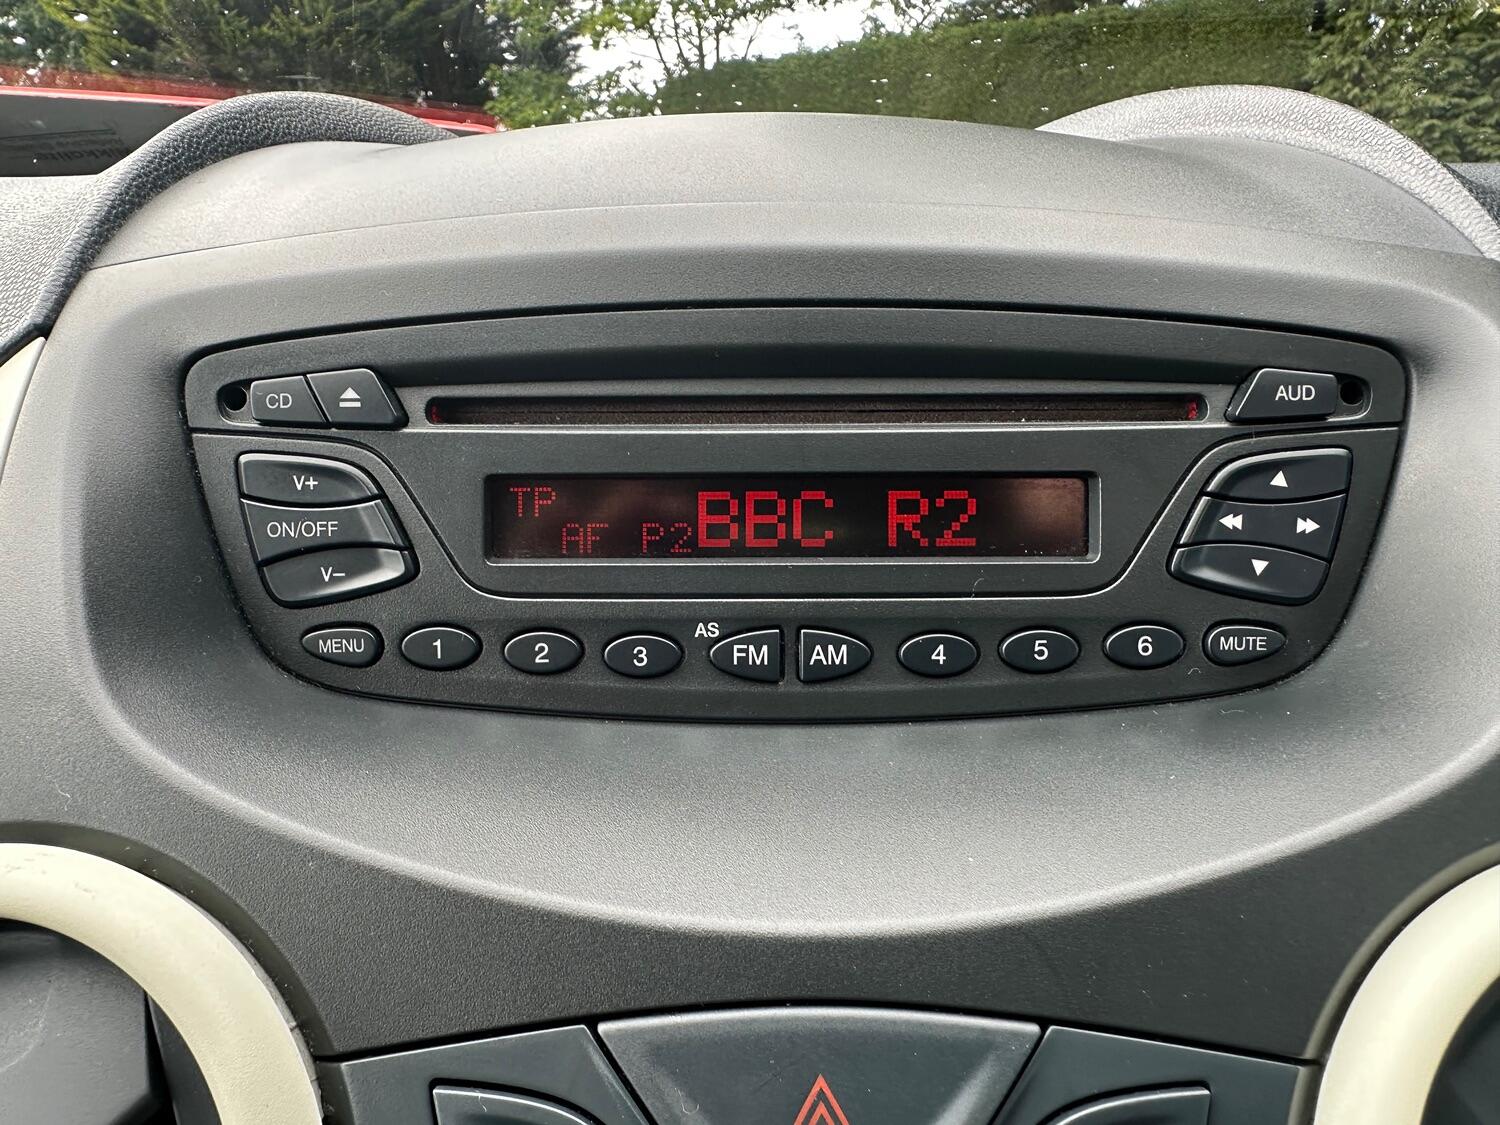 CD
AUD
V+
ON/OFF
V–
TP
AF P2 BBC R2
MENU 1 2 3 AS FM AM 4 5 6 MUTE